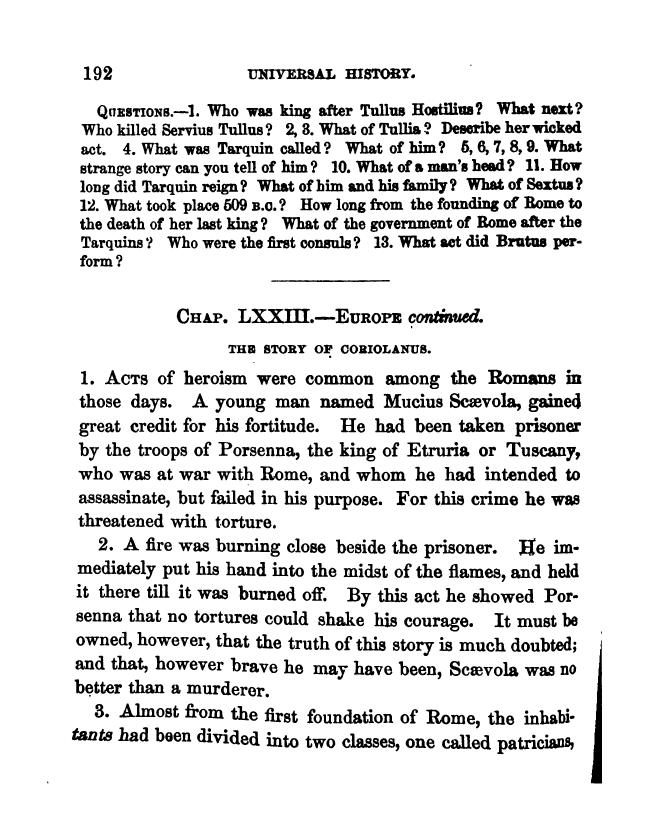 192 UNIVERSAL HISTORY.
QUESTIONS.—1. Who was king after Tullus Hostilius? What next?
Who killed Servius Tullus? 2, 3. What of Tullia? Describe her wicked
act. 4. What was Tarquin called? What of him? 5, 6, 7, 8, 9. What
strange story can you tell of him? 10. What of a man's head? 11. How
long did Tarquin reign? What of him and his family? What of Sextus?
12. What took place 509 B.C.? How long from the founding of Rome to
the death of her last king? What of the government of Rome after the
Tarquins? Who were the first consuls? 13. What act did Brutus per-
form?
CHAP. LXXIII.—EUROPE continued.
THE STORY OF CORIOLANUS.
1. ACTS of heroism were common among the Romans in
those days. A young man named Mucius Scævola, gained
great credit for his fortitude. He had been taken prisoner
by the troops of Porsenna, the king of Etruria or Tuscany,
who was at war with Rome, and whom he had intended to
assassinate, but failed in his purpose. For this crime he was
threatened with torture.
2. A fire was burning close beside the prisoner. He im-
mediately put his hand into the midst of the flames, and held
it there till it was burned off. By this act he showed Por-
senna that no tortures could shake his courage. It must be
owned, however, that the truth of this story is much doubted;
and that, however brave he may have been, Scævola was no
better than a murderer.
3. Almost from the first foundation of Rome, the inhabi-
tants had been divided into two classes, one called patricians,